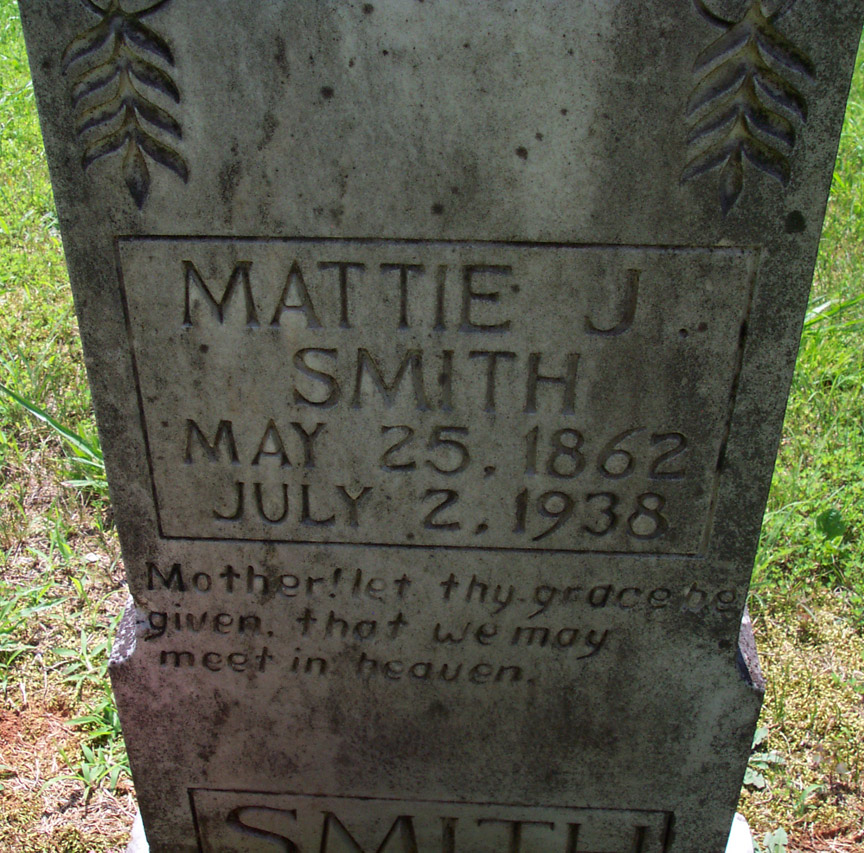 MATTIE J.
SMITH
MAY 25, 1862
JULY 2, 1938
Mother! let thy grace be
given, that we may
meet in heaven.
SMITH